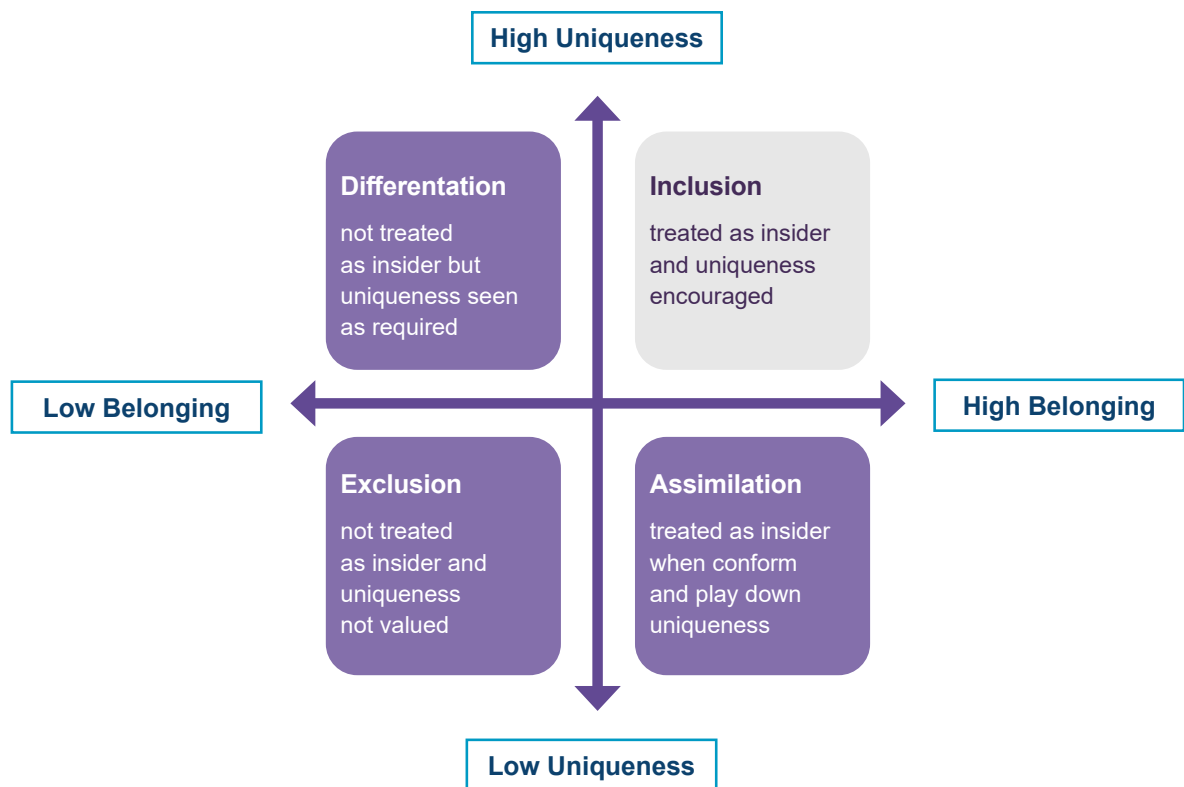 High Uniqueness
Differentation
not treated
as insider but
uniqueness seen
as required
Inclusion
treated as insider
and uniqueness
encouraged
Low Belonging
High Belonging
Exclusion
not treated
as insider and
uniqueness
not valued
Assimilation
treated as insider
when conform
and play down
uniqueness
Low Uniqueness